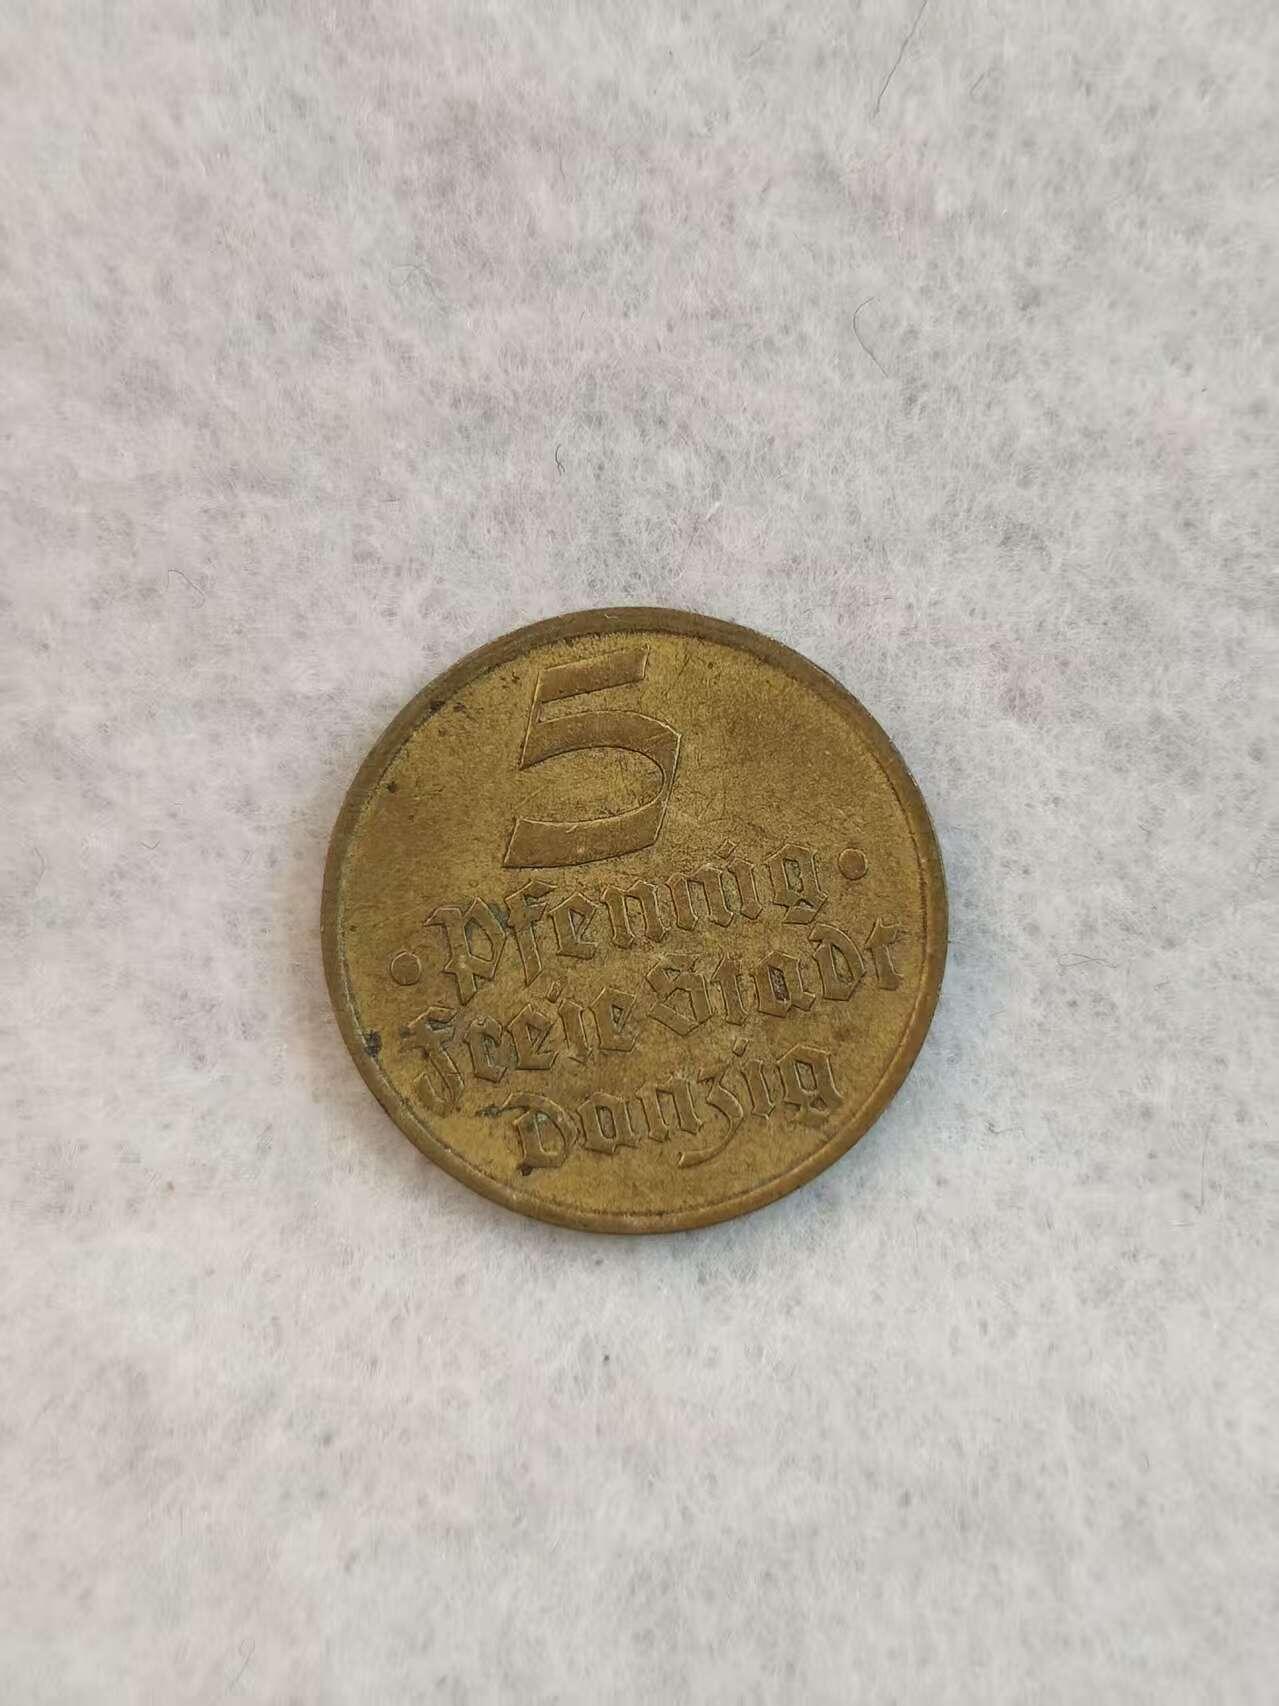 5
· Pfennig ·
Freie Stadt
Danzig